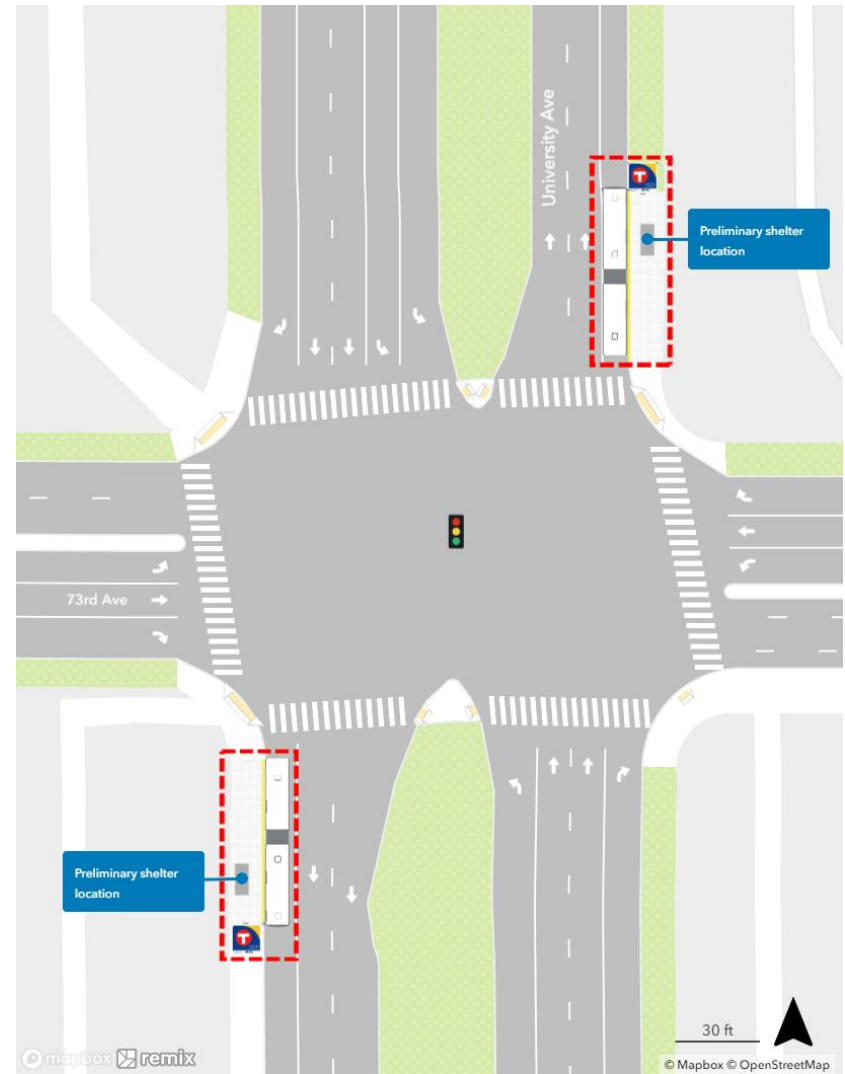 University Ave
Preliminary shelter
location
73rd Ave
Preliminary shelter
location
T
T
30 ft
mapbox remix
© Mapbox © OpenStreetMap